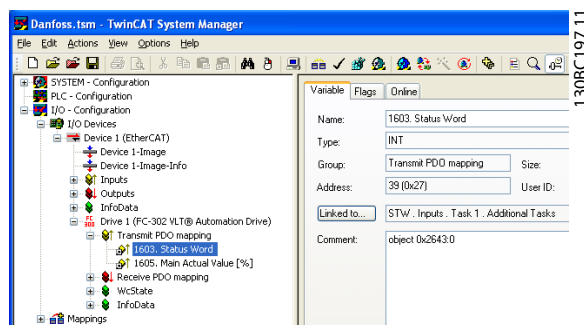 Danfoss.tsm - TwinCAT System Manager
File Edit Actions View Options Help
SYSTEM - Configuration
PLC - Configuration
I/O - Configuration
I/O Devices
Device 1 (EtherCAT)
Device 1-Image
Device 1-Image-Info
Inputs
Outputs
InfoData
FC 300
Drive 1 (FC-302 VLT® Automation Drive)
Transmit PDO mapping
1603. Status Word
1605. Main Actual Value [%]
Receive PDO mapping
WcState
InfoData
Mappings
Variable Flags Online
Name: 1603. Status Word
Type: INT
Group: Transmit PDO mapping Size:
Address: 39 (0x27) User ID:
Linked to... STW . Inputs . Task 1 . Additional Tasks
Comment: object 0x2643:0
130BC197.11